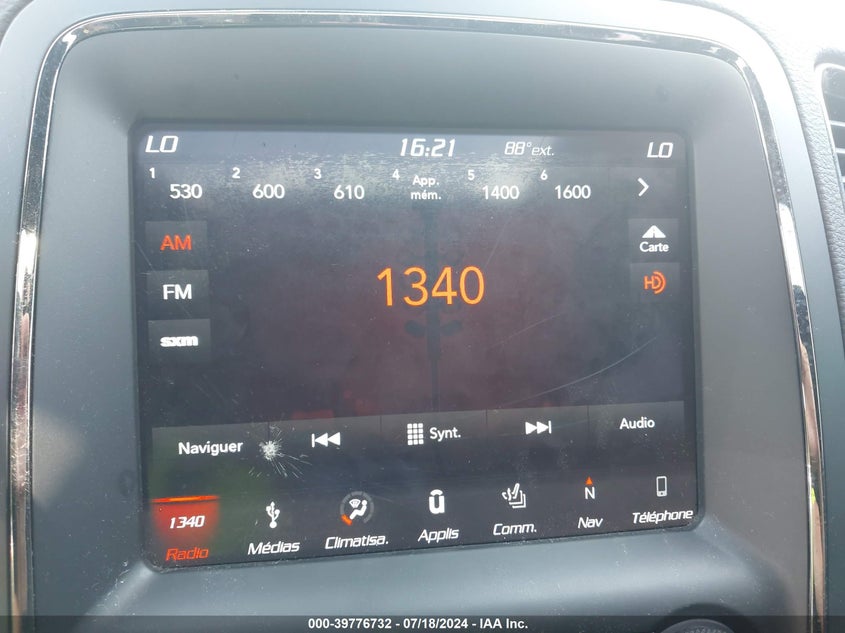 LO 16:21 88° ext. LO
1 530 2 600 3 610 4 App. mém. 5 1400 6 1600
AM
Carte
1340
HD
FM
sxm
Naviguer Synt. Audio
1340
Radio Médias Climatisa. Applis Comm. Nav Téléphone
N
000-39776732 - 07/18/2024 - IAA Inc.